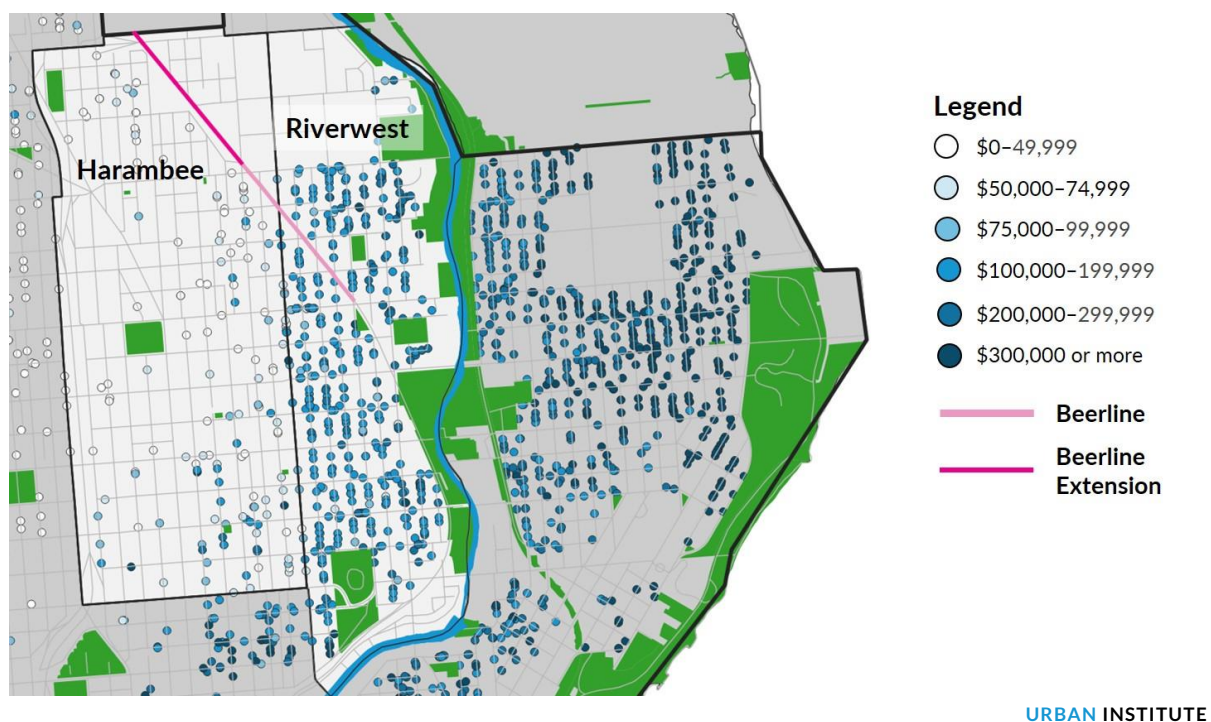 Riverwest
Harambee
Legend
$0–49,999
$50,000–74,999
$75,000–99,999
$100,000–199,999
$200,000–299,999
$300,000 or more
Beerline
Beerline
Extension
URBAN INSTITUTE